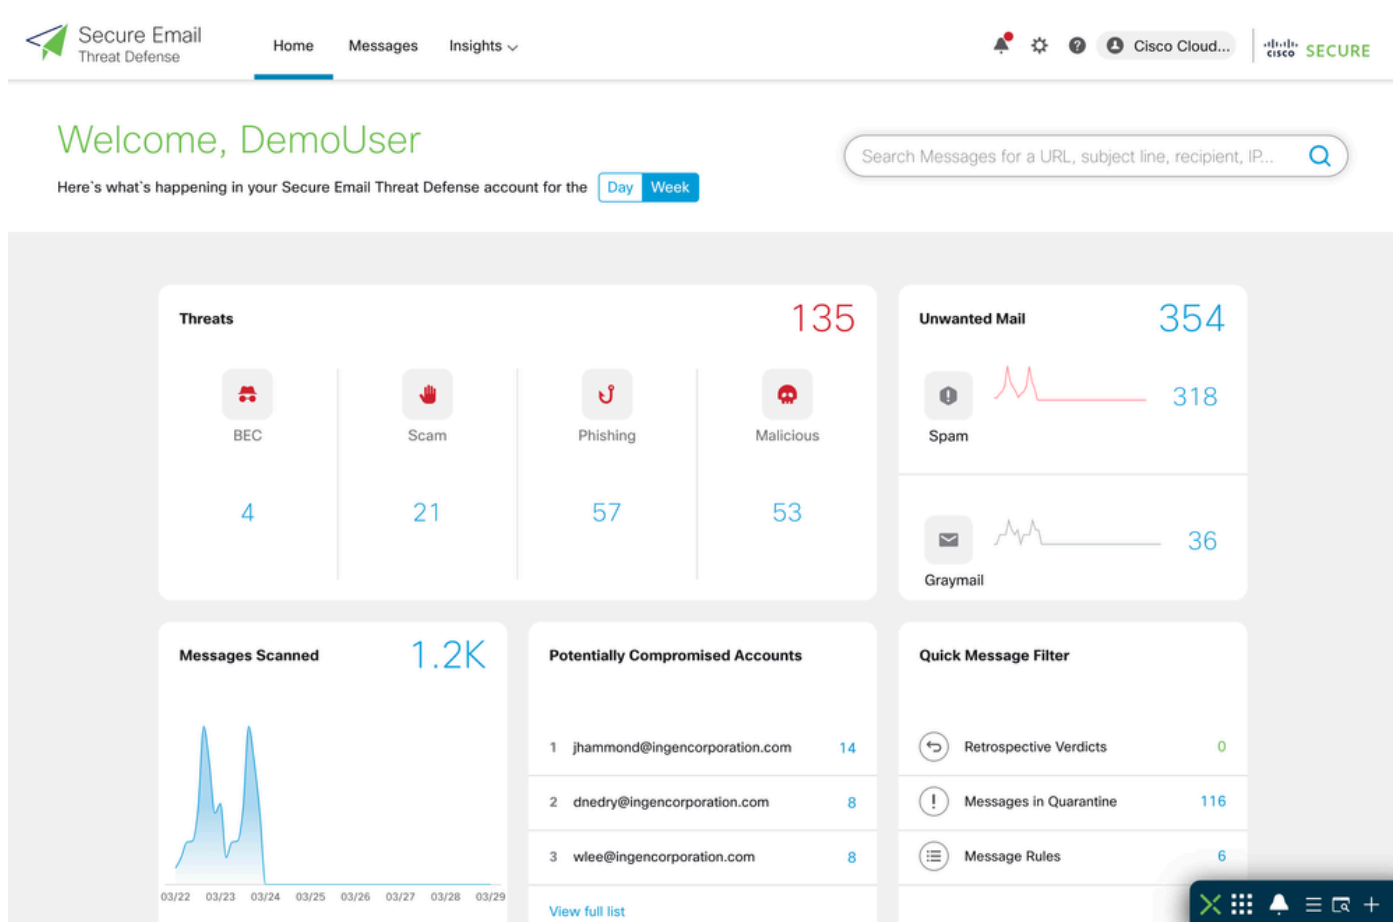 Secure Email
Threat Defense
Home Messages Insights
Cisco Cloud...
CISCO SECURE
Welcome, DemoUser
Here`s what`s happening in your Secure Email Threat Defense account for the Day Week
Search Messages for a URL, subject line, recipient, IP...
Threats 135
BEC Scam Phishing Malicious
4 21 57 53
Unwanted Mail 354
318
Spam
36
Graymail
Messages Scanned 1.2K
03/22 03/23 03/24 03/25 03/26 03/27 03/28 03/29
Potentially Compromised Accounts
1 jhammond@ingencorporation.com 14
2 dnedry@ingencorporation.com 8
3 wlee@ingencorporation.com 8
View full list
Quick Message Filter
Retrospective Verdicts 0
Messages in Quarantine 116
Message Rules 6